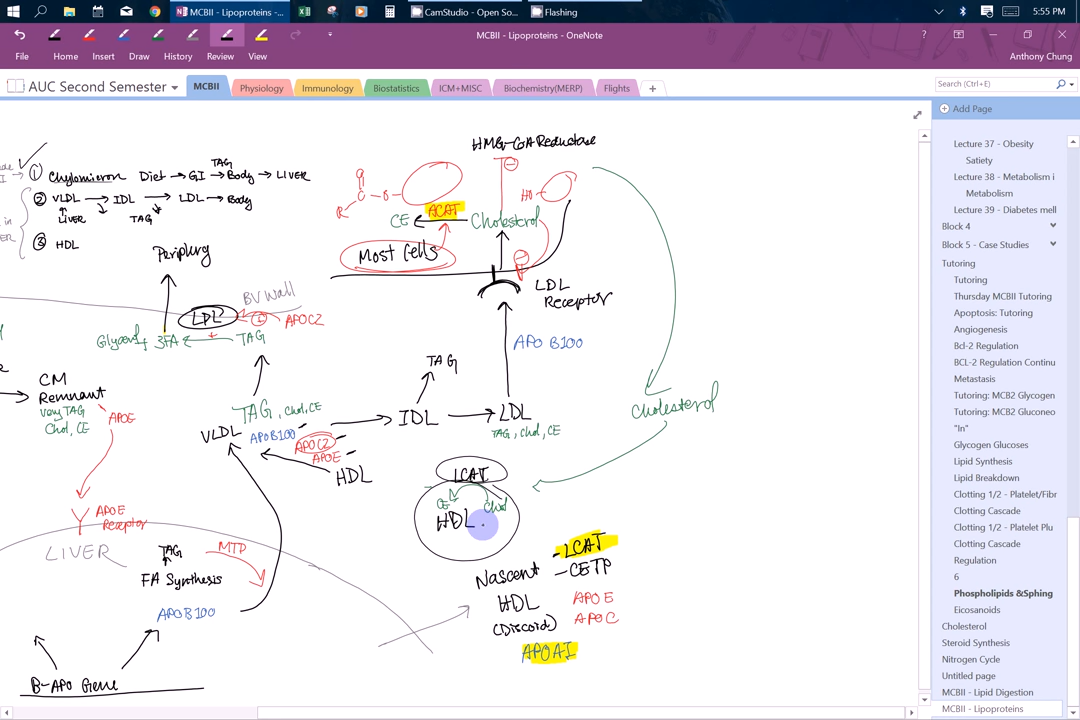 MCBII - Lipoproteins -...
CamStudio - Open So...
Flashing
5:55 PM
MCBII - Lipoproteins - OneNote
File
Home
Insert
Draw
History
Review
View
Anthony Chung
AUC Second Semester
MCBII
Physiology
Immunology
Biostatistics
ICM+MISC
Biochemistry(MERP)
Flights
Search (Ctrl+E)
Add Page
Lecture 37 - Obesity
Satiety
Lecture 38 - Metabolism i
Metabolism
Lecture 39 - Diabetes mell
Block 4
Block 5 - Case Studies
Tutoring
Tutoring
Thursday MCBII Tutoring
Apoptosis: Tutoring
Angiogenesis
Bcl-2 Regulation
BCL-2 Regulation Continu
Metastasis
Tutoring: MCB2 Glycogen
Tutoring: MCB2 Gluconeo
"In"
Glycogen Glucoses
Lipid Synthesis
Lipid Breakdown
Clotting 1/2 - Platelet/Fibr
Clotting Cascade
Clotting 1/2 - Platelet Plu
Clotting Cascade
Regulation
6
Phospholipids &Sphing
Eicosanoids
Cholesterol
Steroid Synthesis
Nitrogen Cycle
Untitled page
MCBII - Lipid Digestion
MCBII - Lipoproteins
① Chylomicron Diet → GI → TAG Body → LIVER
② VLDL → IDL → LDL → Body
LIVER TAG
③ HDL
HMG-CoA Reductase
R C O
HO
CE ACAT Cholesterol
Most Cells
LDL
Receptor
APO B100
Periphery
BV Wall
LPL
APOC2
Glycerol + 3FA TAG
CM
Remnant
very TAG
Chol, CE
APOE
TAG, Chol, CE
VLDL
APOB100
APOC2
APOE
HDL
TAG
IDL
LDL
TAG, Chol, CE
Cholesterol
LCAT
CE Chol
HDL
APOE
Receptor
LIVER
TAG
MTP
FA Synthesis
APOB100
B-APO Gene
Nascent
HDL
(Discoid)
- LCAT
- CETP
APOE
APOC
APOAI